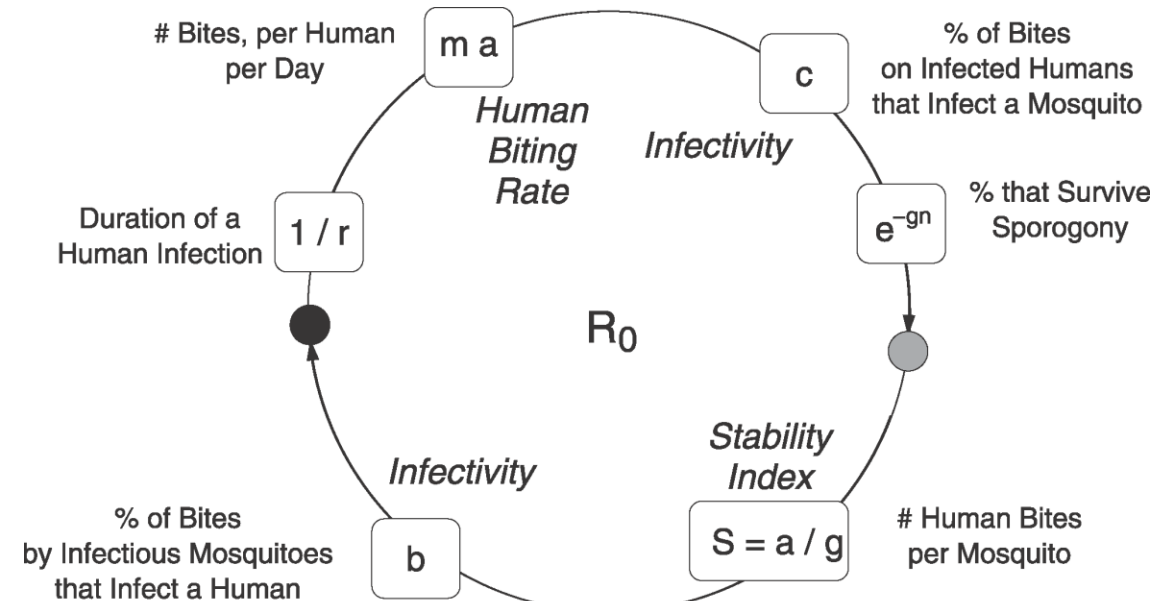 # Bites, per Human
per Day
m a
Human
Biting
Rate
c
Infectivity
% of Bites
on Infected Humans
that Infect a Mosquito
Duration of a
Human Infection
1 / r
e^–gn
% that Survive
Sporogony
R₀
Stability
Index
S = a / g
# Human Bites
per Mosquito
Infectivity
b
% of Bites
by Infectious Mosquitoes
that Infect a Human